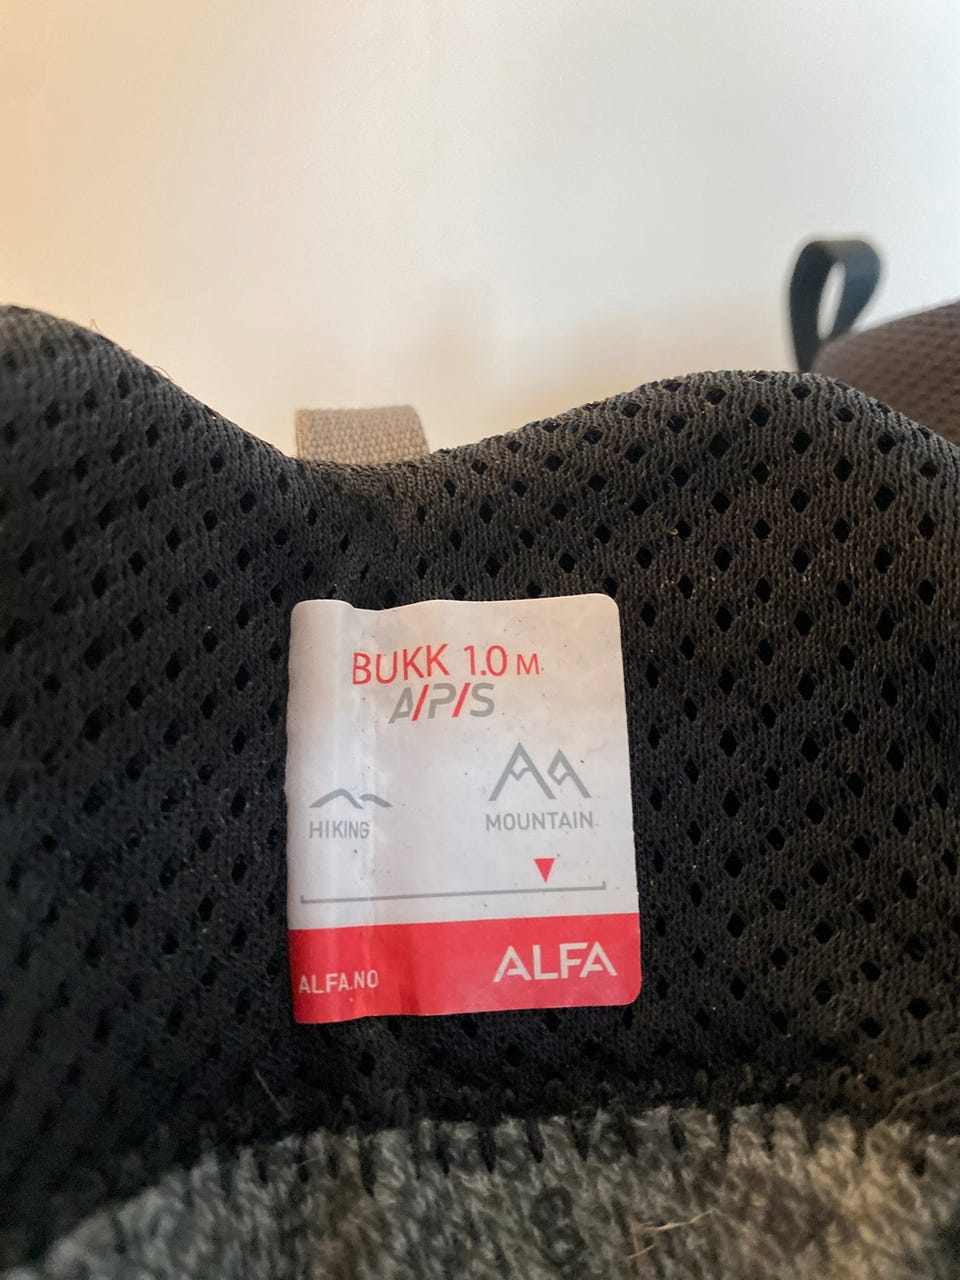 BUKK 1.0 M
A/P/S
HIKING
MOUNTAIN
ALFA.NO
ALFA